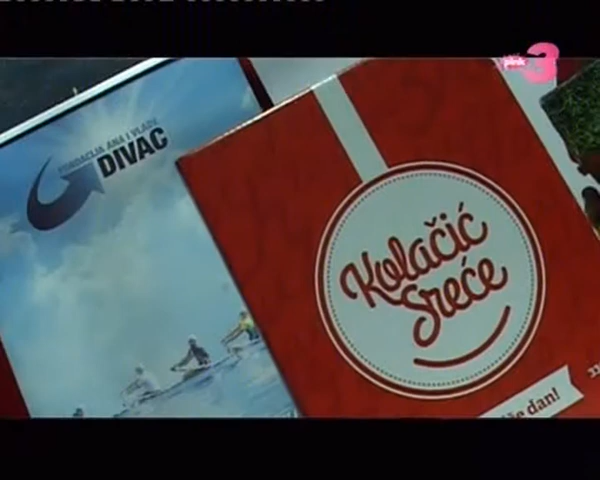 FONDACIJA ANA I VLADE
DIVAC
Kolačić
Sreće
dan!
pink
3